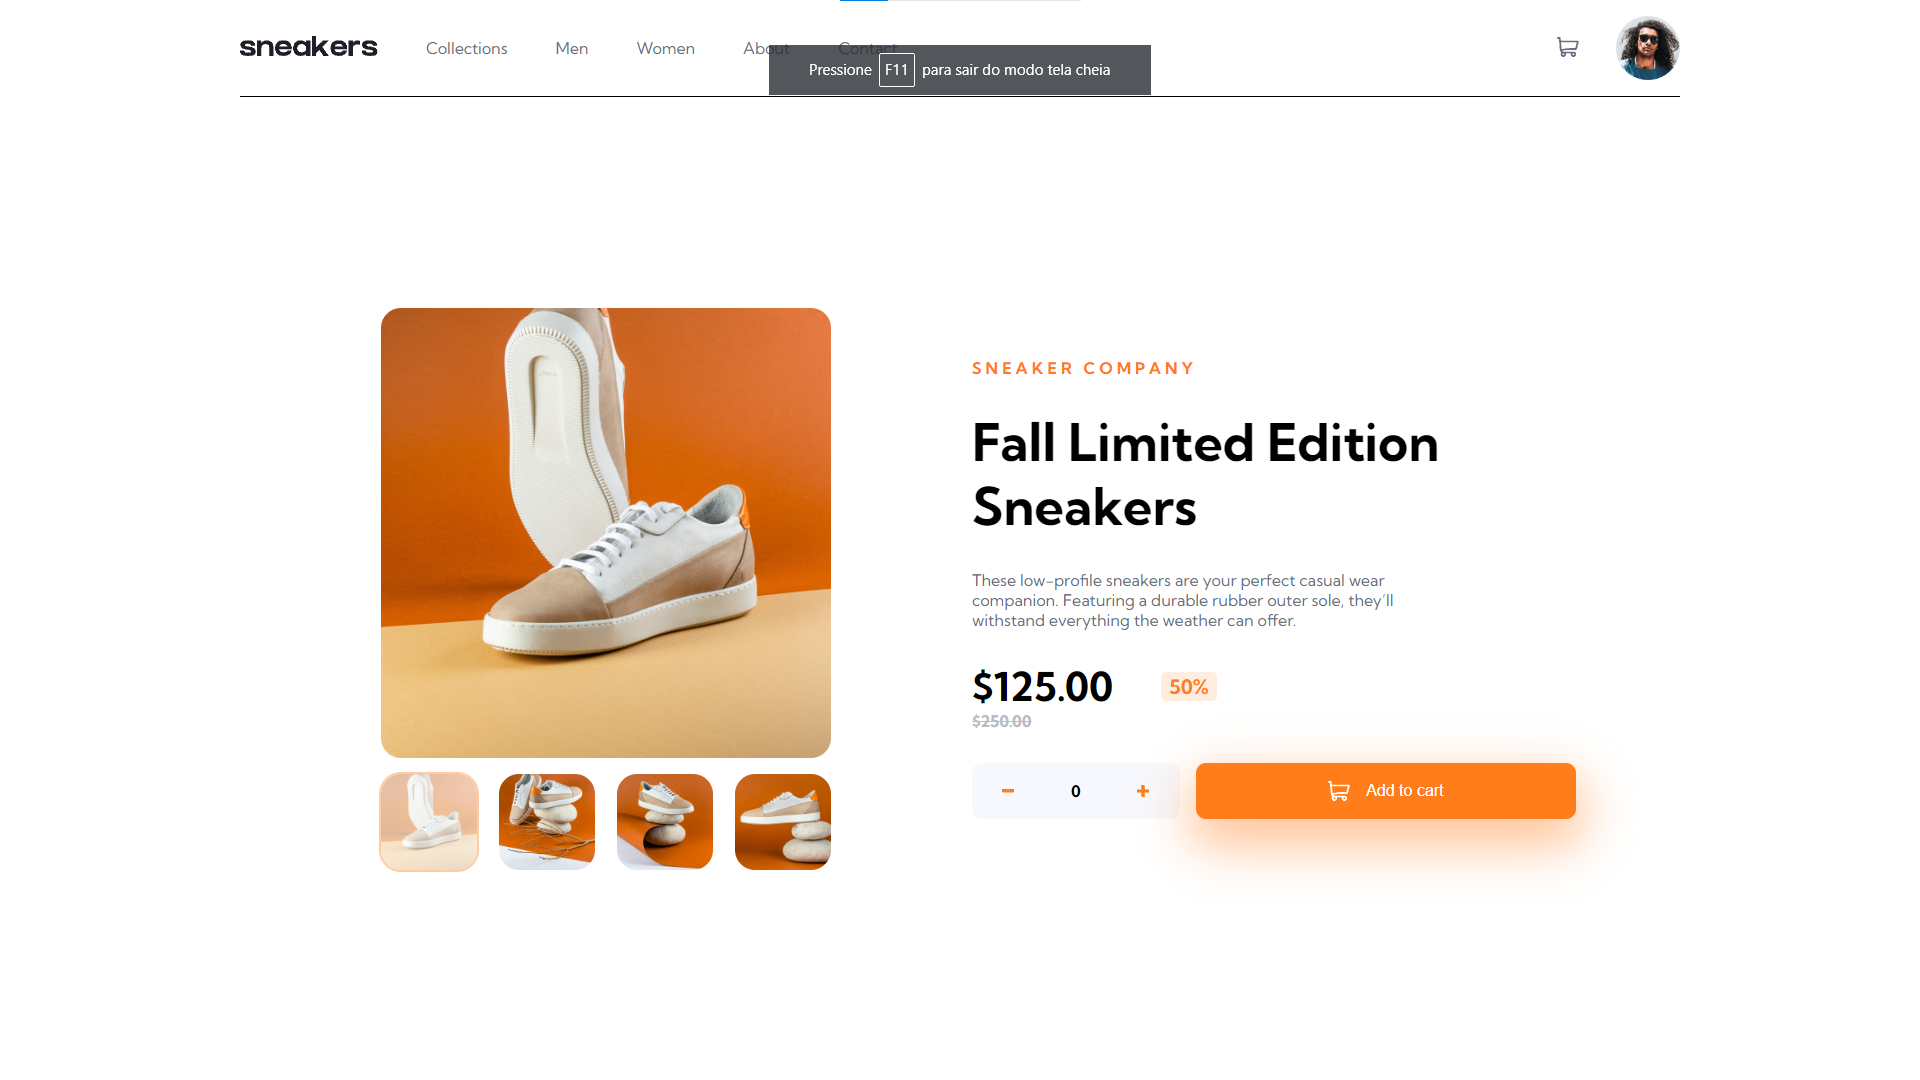 sneakers
Collections
Men
Women
About
Contact
Pressione F11 para sair do modo tela cheia
SNEAKER COMPANY
Fall Limited Edition
Sneakers
These low-profile sneakers are your perfect casual wear
companion. Featuring a durable rubber outer sole, they’ll
withstand everything the weather can offer.
$125.00
50%
$250.00
0
Add to cart